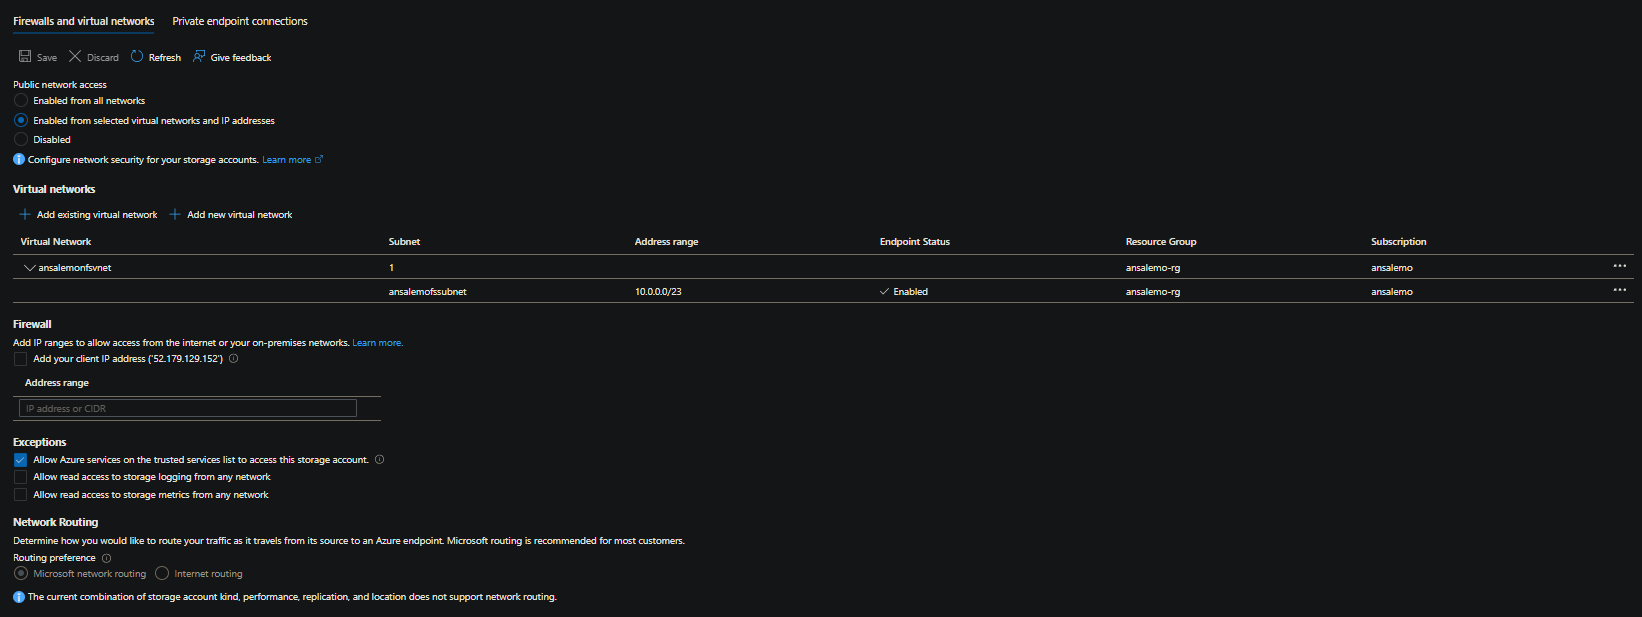 Firewalls and virtual networks Private endpoint connections
Save Discard Refresh Give feedback
Public network access
Enabled from all networks
Enabled from selected virtual networks and IP addresses
Disabled
Configure network security for your storage accounts. Learn more
Virtual networks
Add existing virtual network Add new virtual network
Virtual Network Subnet Address range Endpoint Status Resource Group Subscription
ansalemonfsvnet 1 ansalemo-rg ansalemo ...
ansalemofssubnet 10.0.0.0/23 Enabled ansalemo-rg ansalemo ...
Firewall
Add IP ranges to allow access from the internet or your on-premises networks. Learn more.
Add your client IP address ('52.179.129.152')
Address range
IP address or CIDR
Exceptions
Allow Azure services on the trusted services list to access this storage account.
Allow read access to storage logging from any network
Allow read access to storage metrics from any network
Network Routing
Determine how you would like to route your traffic as it travels from its source to an Azure endpoint. Microsoft routing is recommended for most customers.
Routing preference
Microsoft network routing Internet routing
The current combination of storage account kind, performance, replication, and location does not support network routing.